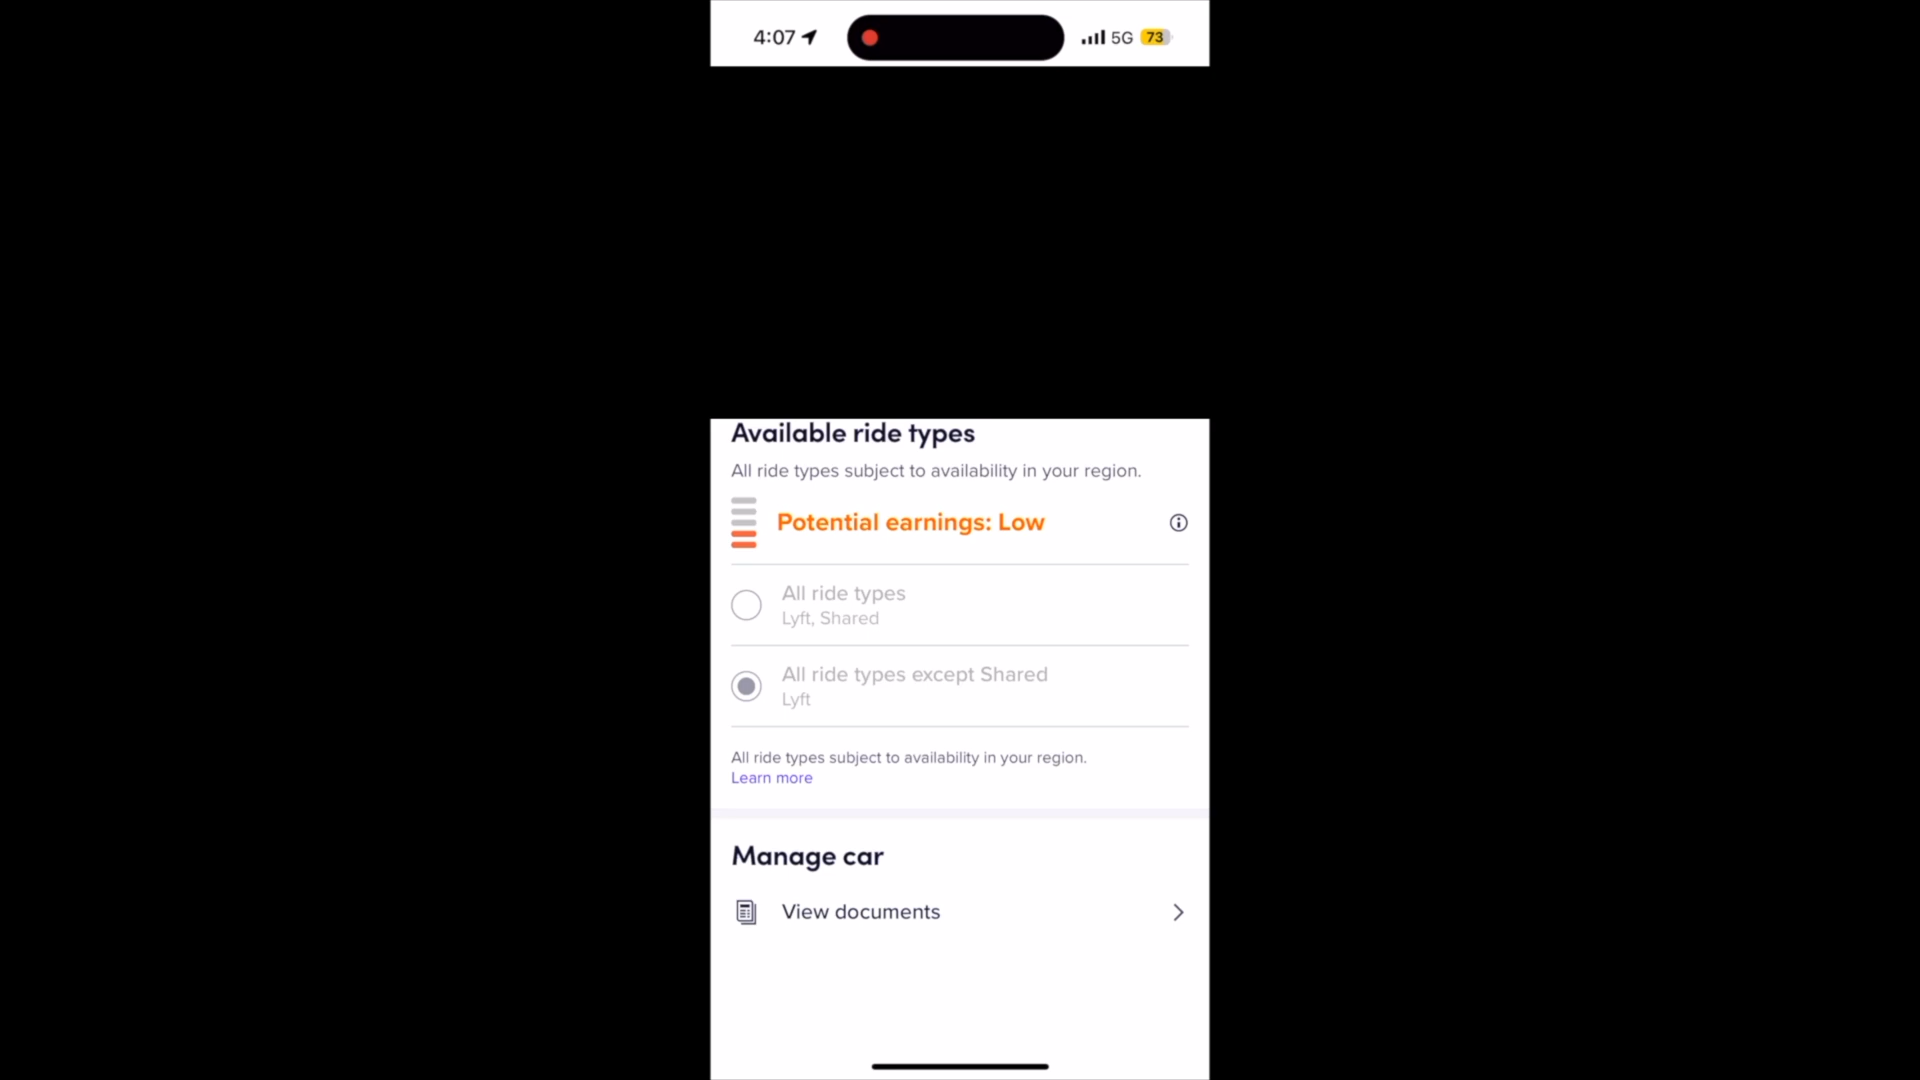 4:07 5G 73
Available ride types
All ride types subject to availability in your region.
Potential earnings: Low
All ride types
Lyft, Shared
All ride types except Shared
Lyft
All ride types subject to availability in your region.
Learn more
Manage car
View documents